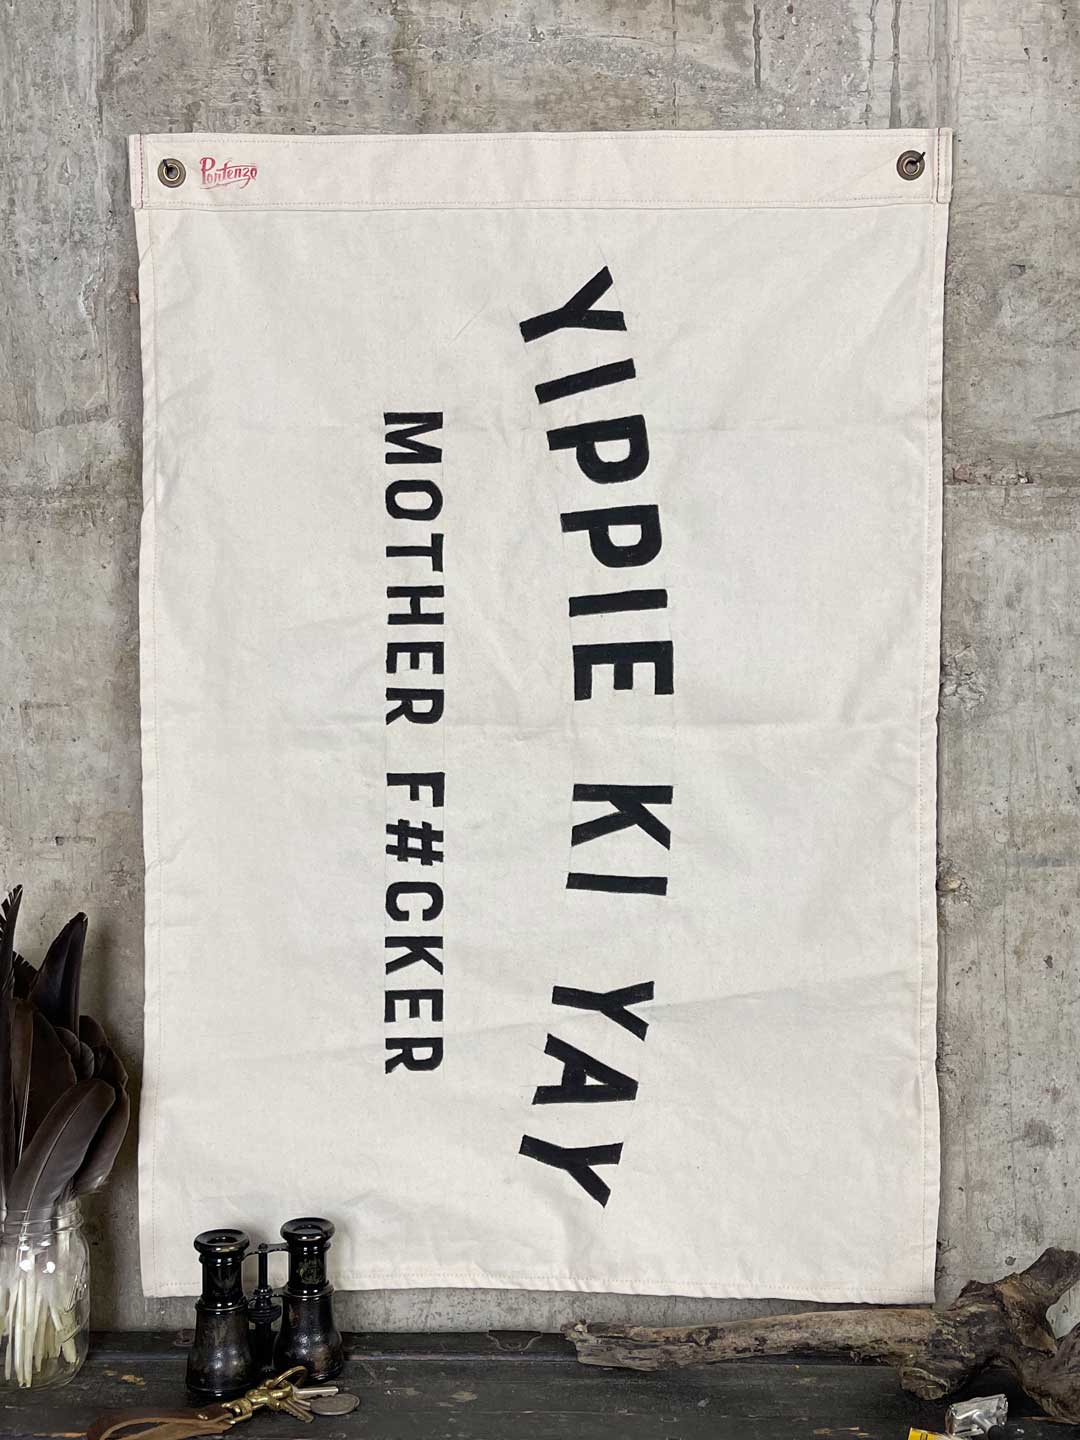 Portenzo
YIPPIE KI YAY
MOTHER F#CKER